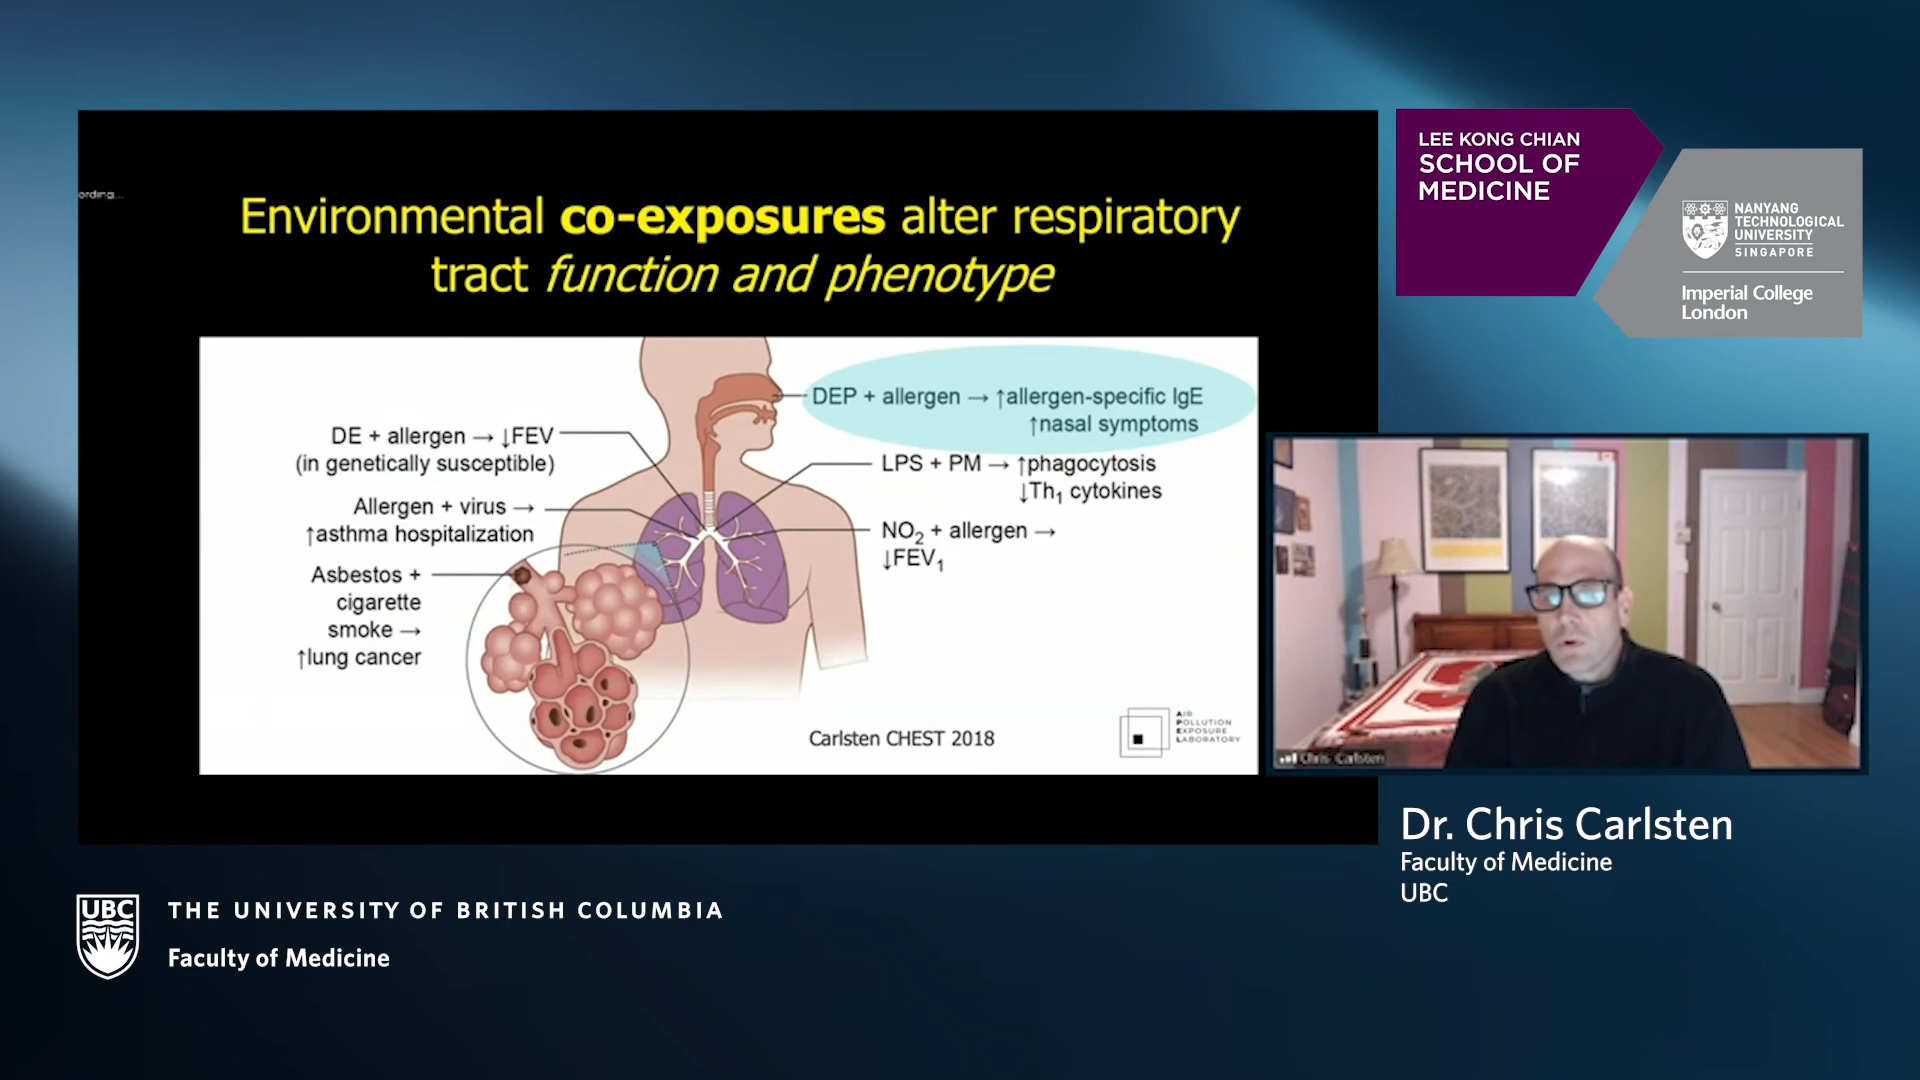 ording...
Environmental co-exposures alter respiratory
tract function and phenotype
DEP + allergen → ↑allergen-specific IgE
↑nasal symptoms
DE + allergen → ↓FEV
(in genetically susceptible)
LPS + PM → ↑phagocytosis
↓Th1 cytokines
Allergen + virus →
↑asthma hospitalization
NO2 + allergen →
↓FEV1
Asbestos +
cigarette
smoke →
↑lung cancer
Carlsten CHEST 2018
AIR
POLLUTION
EXPOSURE
LABORATORY
LEE KONG CHIAN
SCHOOL OF
MEDICINE
NANYANG
TECHNOLOGICAL
UNIVERSITY
SINGAPORE
Imperial College
London
Chris Carlsten
Dr. Chris Carlsten
Faculty of Medicine
UBC
UBC
THE UNIVERSITY OF BRITISH COLUMBIA
Faculty of Medicine